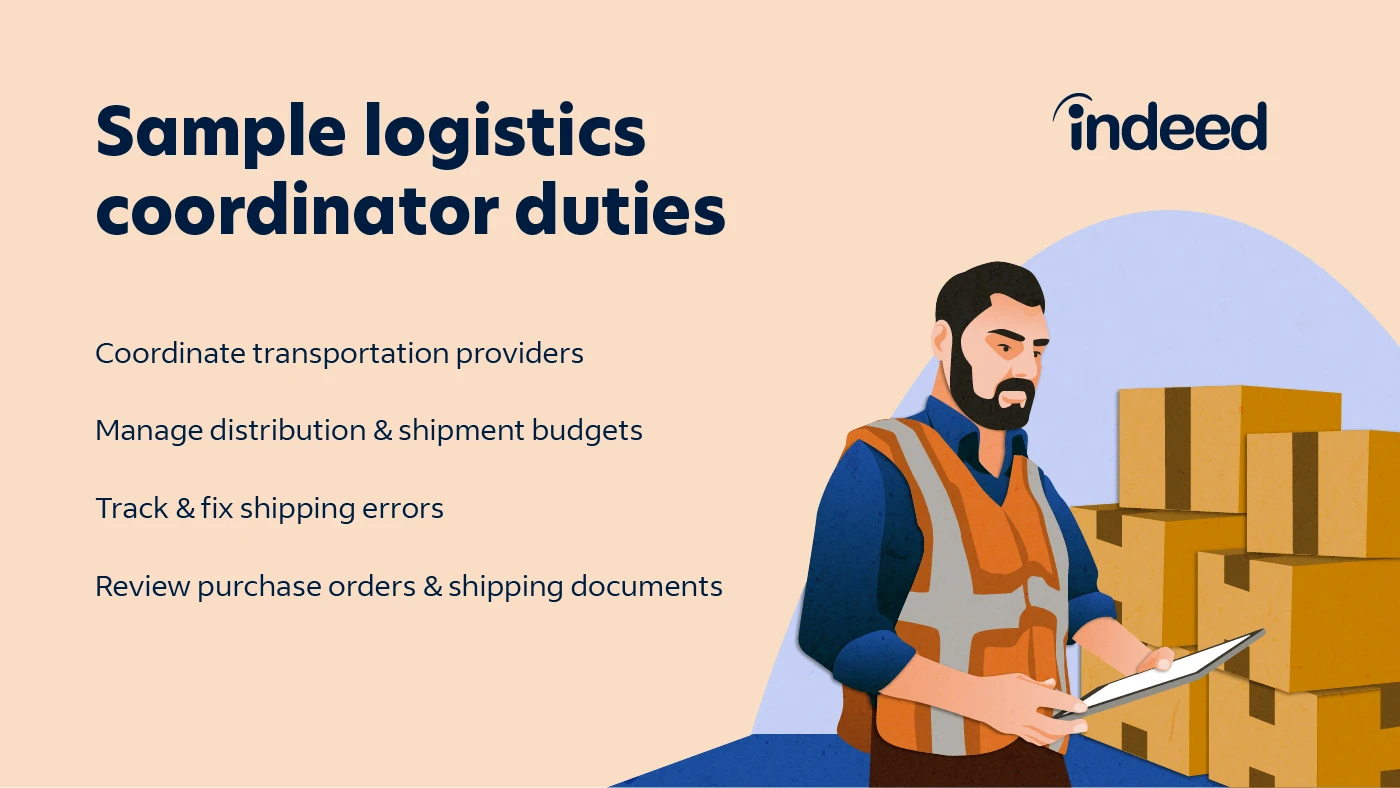 Sample logistics
coordinator duties
indeed
Coordinate transportation providers
Manage distribution & shipment budgets
Track & fix shipping errors
Review purchase orders & shipping documents